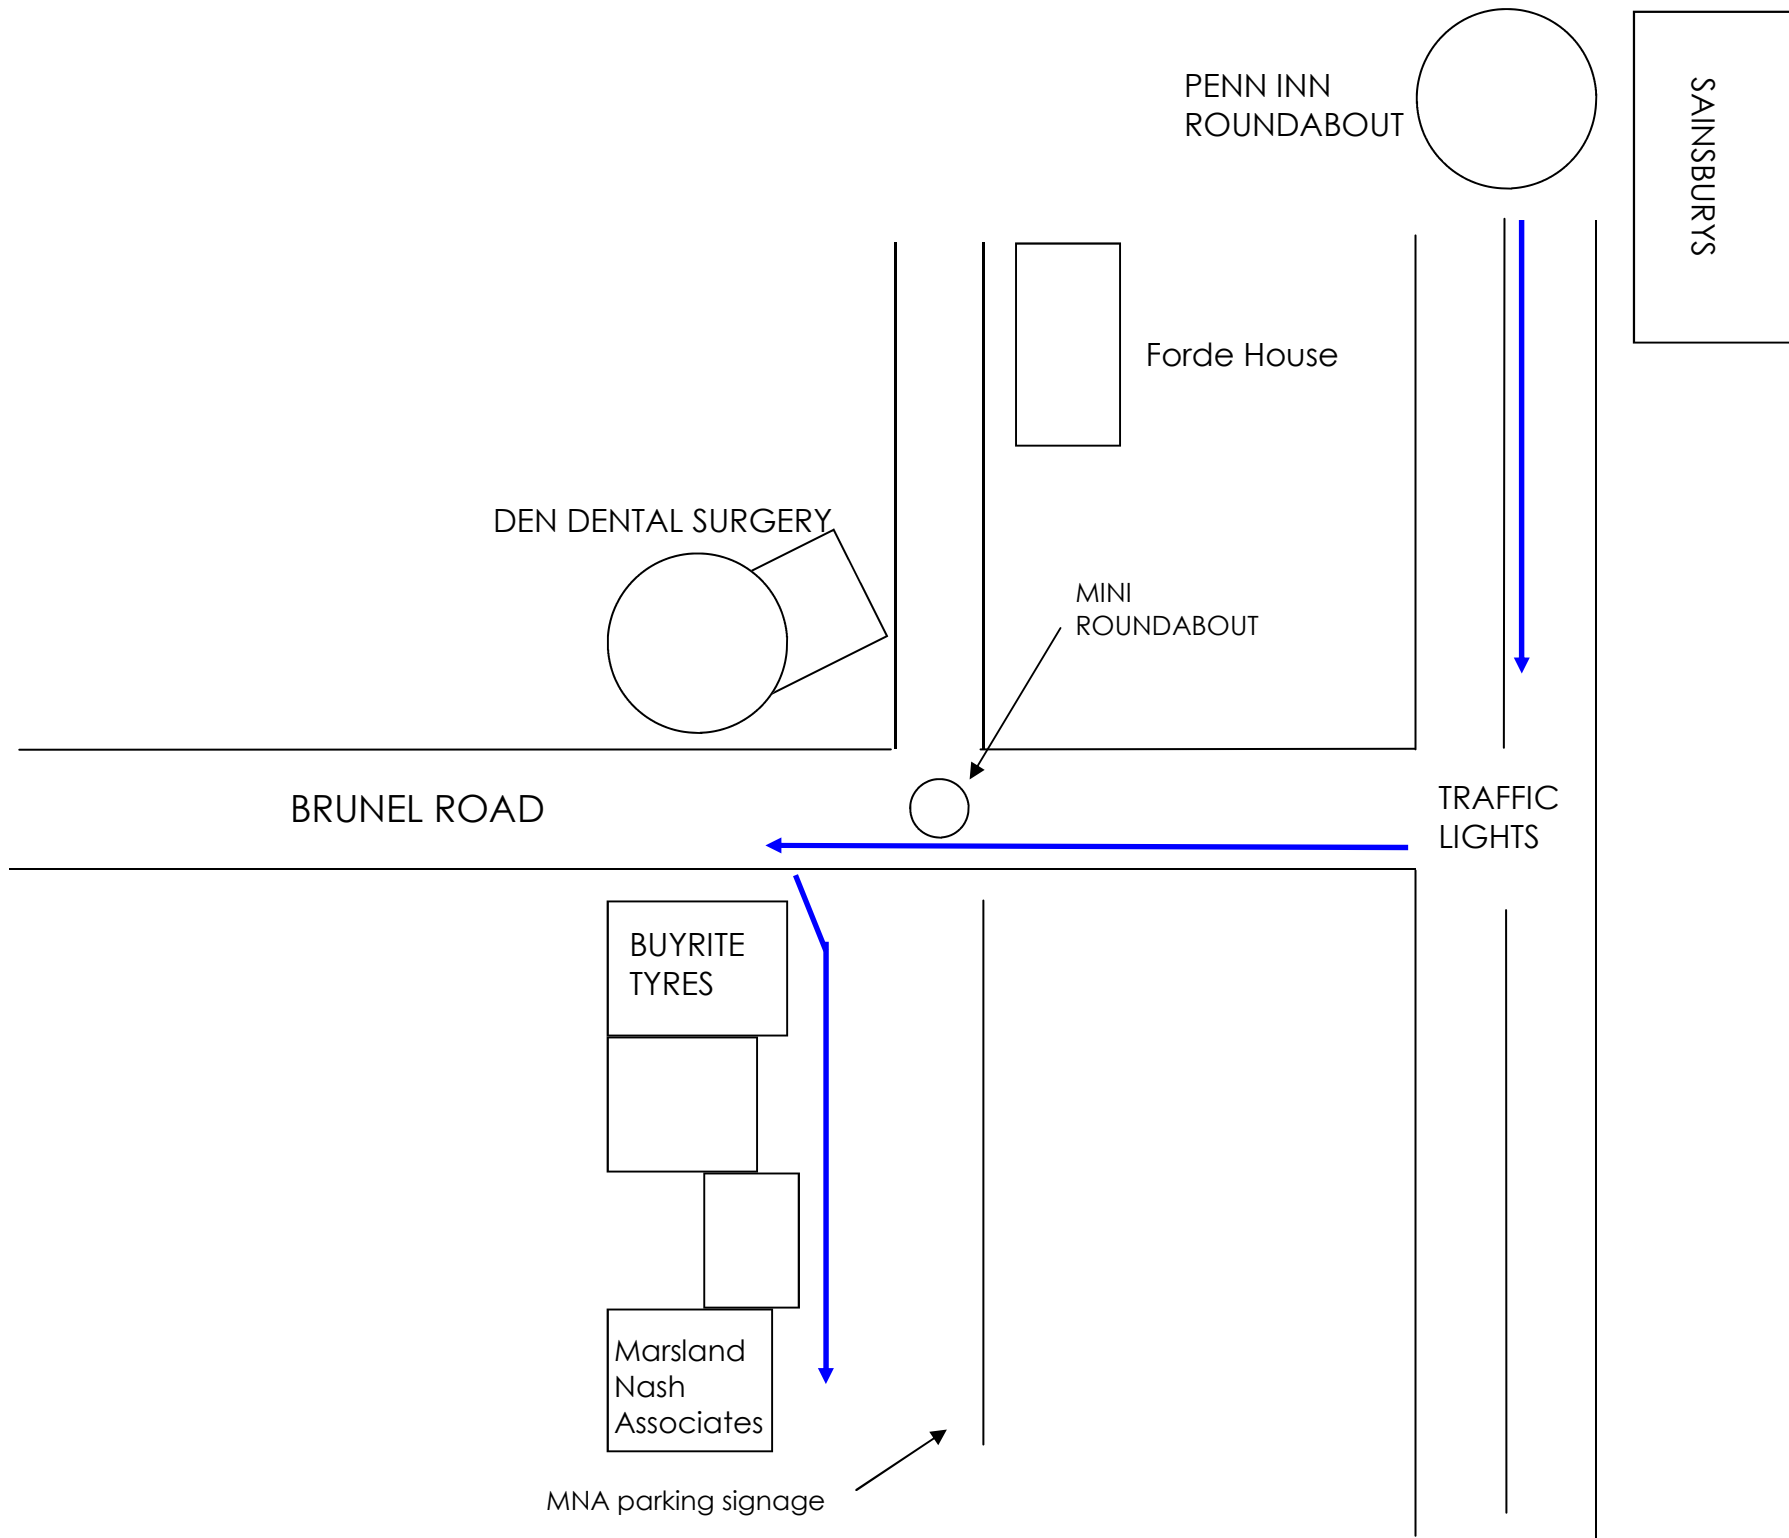 PENN INN
ROUNDABOUT
SAINSBURYS
Forde House
DEN DENTAL SURGERY
MINI
ROUNDABOUT
BRUNEL ROAD
TRAFFIC
LIGHTS
BUYRITE
TYRES
Marsland
Nash
Associates
MNA parking signage